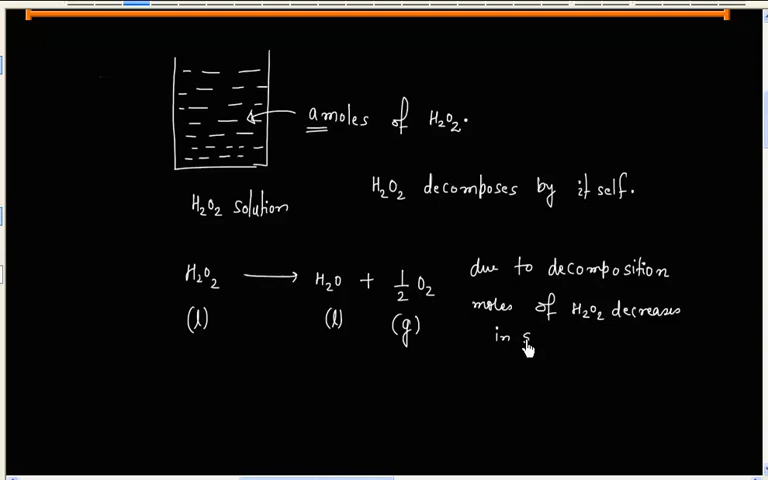 a moles of H₂O₂.
H₂O₂ decomposes by it self.
H₂O₂ solution
H₂O₂ ⟶ H₂O + 1/2 O₂
(l) (l) (g)
due to decomposition
moles of H₂O₂ decreases
in s